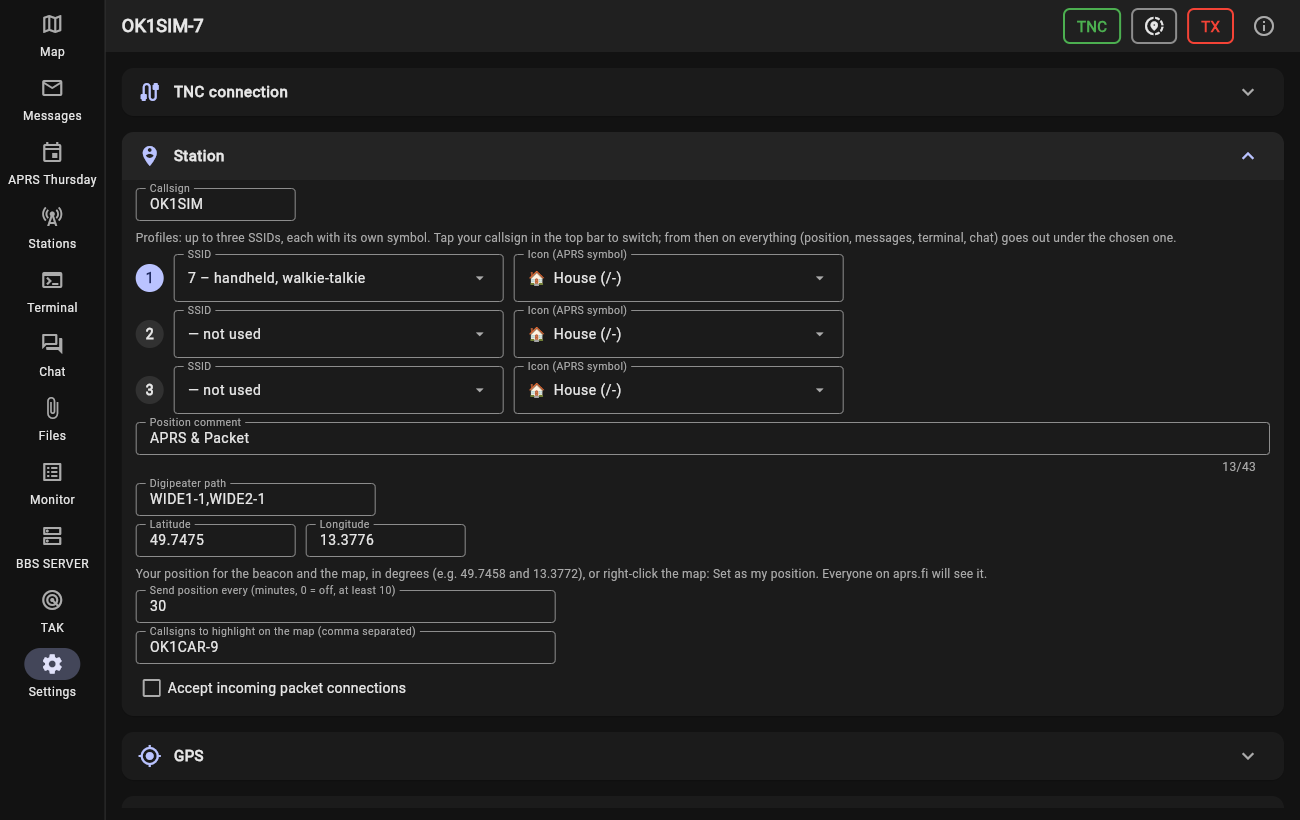 OK1SIM-7
TNC
TX
Map
Messages
APRS Thursday
Stations
Terminal
Chat
Files
Monitor
BBS SERVER
TAK
Settings
TNC connection
Station
Callsign
OK1SIM
Profiles: up to three SSIDs, each with its own symbol. Tap your callsign in the top bar to switch; from then on everything (position, messages, terminal, chat) goes out under the chosen one.
1
SSID
7 – handheld, walkie-talkie
Icon (APRS symbol)
House (/-)
2
SSID
— not used
Icon (APRS symbol)
House (/-)
3
SSID
— not used
Icon (APRS symbol)
House (/-)
Position comment
APRS & Packet
13/43
Digipeater path
WIDE1-1,WIDE2-1
Latitude
49.7475
Longitude
13.3776
Your position for the beacon and the map, in degrees (e.g. 49.7458 and 13.3772), or right-click the map: Set as my position. Everyone on aprs.fi will see it.
Send position every (minutes, 0 = off, at least 10)
30
Callsigns to highlight on the map (comma separated)
OK1CAR-9
Accept incoming packet connections
GPS